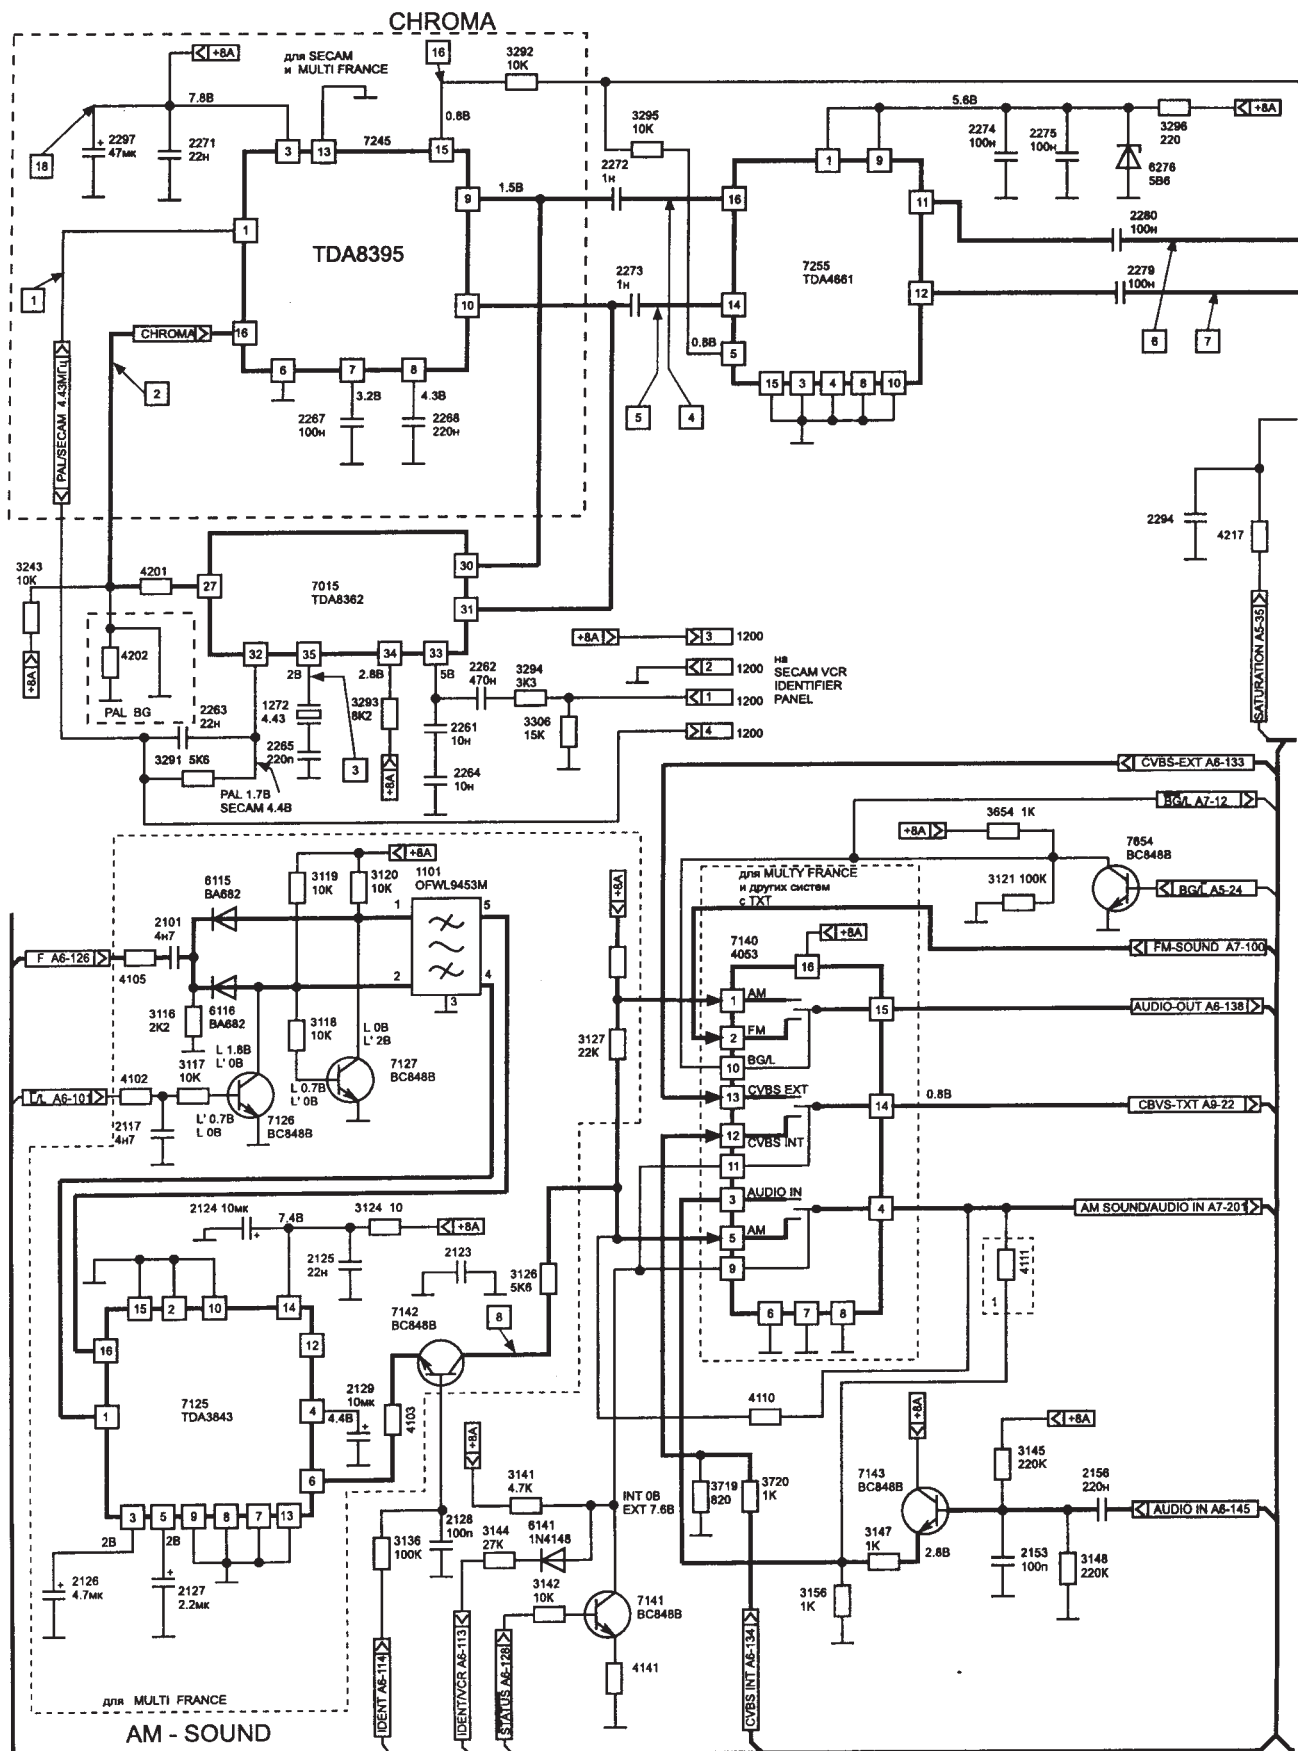 CHROMA
+8A
для SECAM
и MULTI FRANCE
16
3292
10K
7.8В
0.8В
18
2297
47мк
2271
22н
3
13
7245
15
1
1.5В
9
TDA8395
1
10
CHROMA
16
2
6
7
8
3.2В
4.3В
2267
100н
2268
220н
PAL/SECAM 4.43МГц
3295
10K
2272
1н
2273
1н
5.6В
1
9
2274
100н
2275
100н
3296
220
+8A
6276
5В6
16
11
7255
TDA4661
14
12
0.8В
5
15
3
4
8
10
5
4
2280
100н
2279
100н
6
7
2294
4217
SATURATION A5-35
3243
10K
4201
27
7015
TDA8362
30
31
32
35
34
33
+8A
4202
PAL BG
2В
2.8В
5В
2263
22н
1272
4.43
3293
8K2
2262
470н
3294
3K3
2261
10н
3306
15K
3291 5K6
2265
220п
3
+8A
2264
10н
PAL 1.7В
SECAM 4.4В
+8A
3
1200
2
1200
1
1200
4
1200
на
SECAM VCR
IDENTIFIER
PANEL
CVBS-EXT A6-133
BG/L A7-12
3654 1K
+8A
7654
BC848B
3121 100K
BG/L A5-24
для MULTY FRANCE
и других систем
с TXT
FM-SOUND A7-100
+8A
7140
4053
16
1
AM
15
AUDIO-OUT A6-138
2
FM
10
BG/L
13
CVBS EXT
14
0.8В
CBVS-TXT A9-22
12
CVBS INT
11
3
AUDIO IN
4
AM SOUND/AUDIO IN A7-201
5
AM
9
6
7
8
4111
1
6115
BA682
3119
10K
3120
10K
+8A
1101
OFWL9453M
1
5
2
4
3
+8A
2101
4н7
F A6-126
4105
3116
2K2
6116
BA682
3118
10K
L 0В
L' 2В
L 1.8В
L' 0В
3117
10K
7127
BC848B
3127
22K
L/L A6-101
4102
L 0.7В
L' 0В
2117
4н7
L' 0.7В
L 0В
7126
BC848B
2124 10мк
7.4В
3124 10
+8A
2125
22н
2123
3126
5K6
15
2
10
14
7142
BC848B
8
16
12
7125
TDA3843
1
4
4.4В
2129
10мк
4103
6
3
5
9
8
7
13
2В
2В
2126
4.7мк
2127
2.2мк
для MULTI FRANCE
AM - SOUND
+8A
3141
4.7K
INT 0В
EXT 7.6В
3136
100K
2128
100п
3144
27K
6141
1N4148
3142
10K
7141
BC848B
4141
IDENT A6-114
IDENT/VCR A6-113
STATUS A6-128
4110
3719
820
3720
1K
CVBS INT A6-134
+8A
7143
BC848B
3147
1K
2.8В
3156
1K
+8A
3145
220K
2156
220н
AUDIO IN A6-145
2153
100п
3148
220K